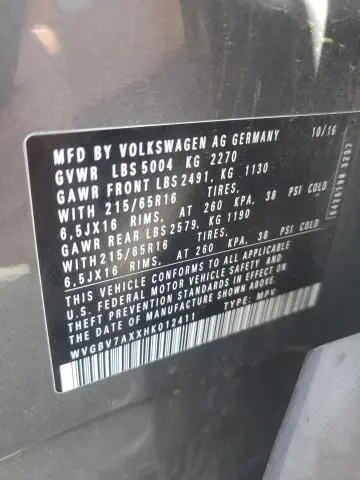 MFD BY VOLKSWAGEN AG GERMANY 10/16
GVWR LBS 5004 KG 2270
GAWR FRONT LBS 2491, KG 1130
WITH 215/65R16 TIRES,
6,5JX16 RIMS, AT 260 KPA, 38 PSI COLD
GAWR REAR LBS 2579, KG 1190
WITH 215/65R16 TIRES,
6,5JX16 RIMS, AT 260 KPA, 38 PSI COLD
THIS VEHICLE CONFORMS TO ALL APPLICABLE
U.S. FEDERAL MOTOR VEHICLE SAFETY AND
THEFT PREVENTION STANDARDS IN EFFECT ON
THE DATE OF MANUFACTURE SHOWN ABOVE
WVGBV7AXXHK012411 TYPE: MPV